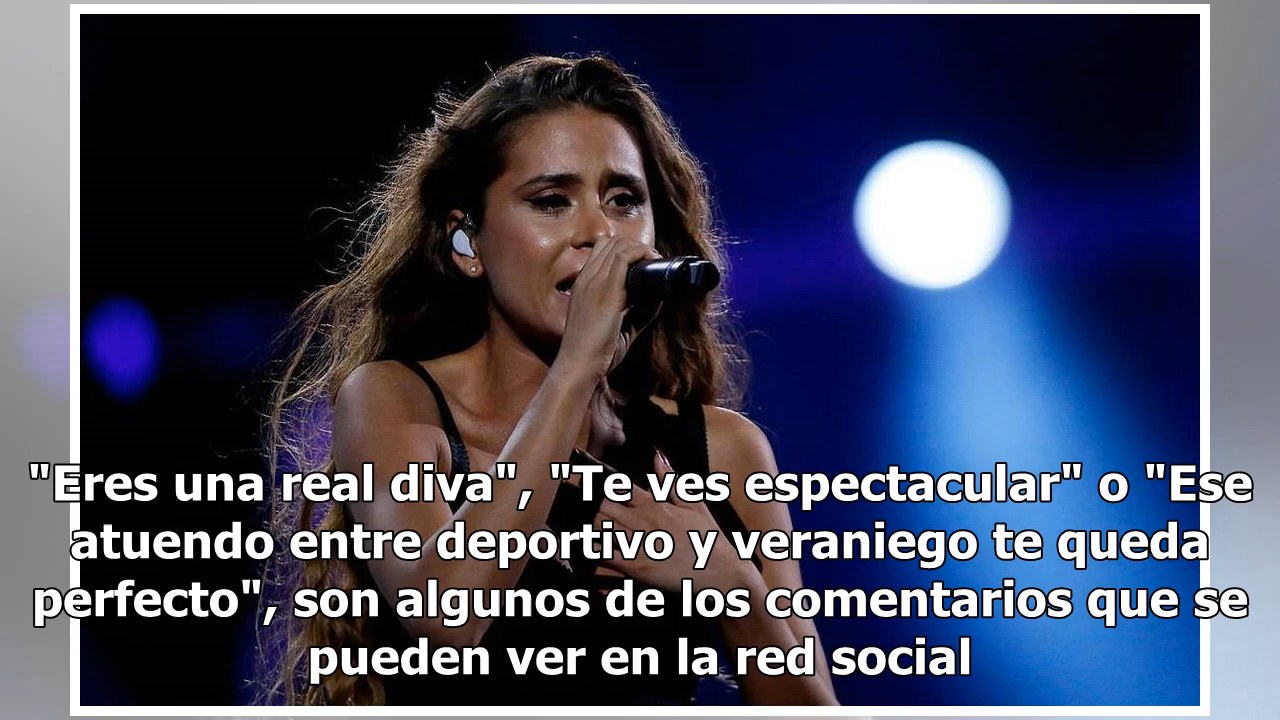 "Eres una real diva", "Te ves espectacular" o "Ese
atuendo entre deportivo y veraniego te queda
perfecto", son algunos de los comentarios que se
pueden ver en la red social